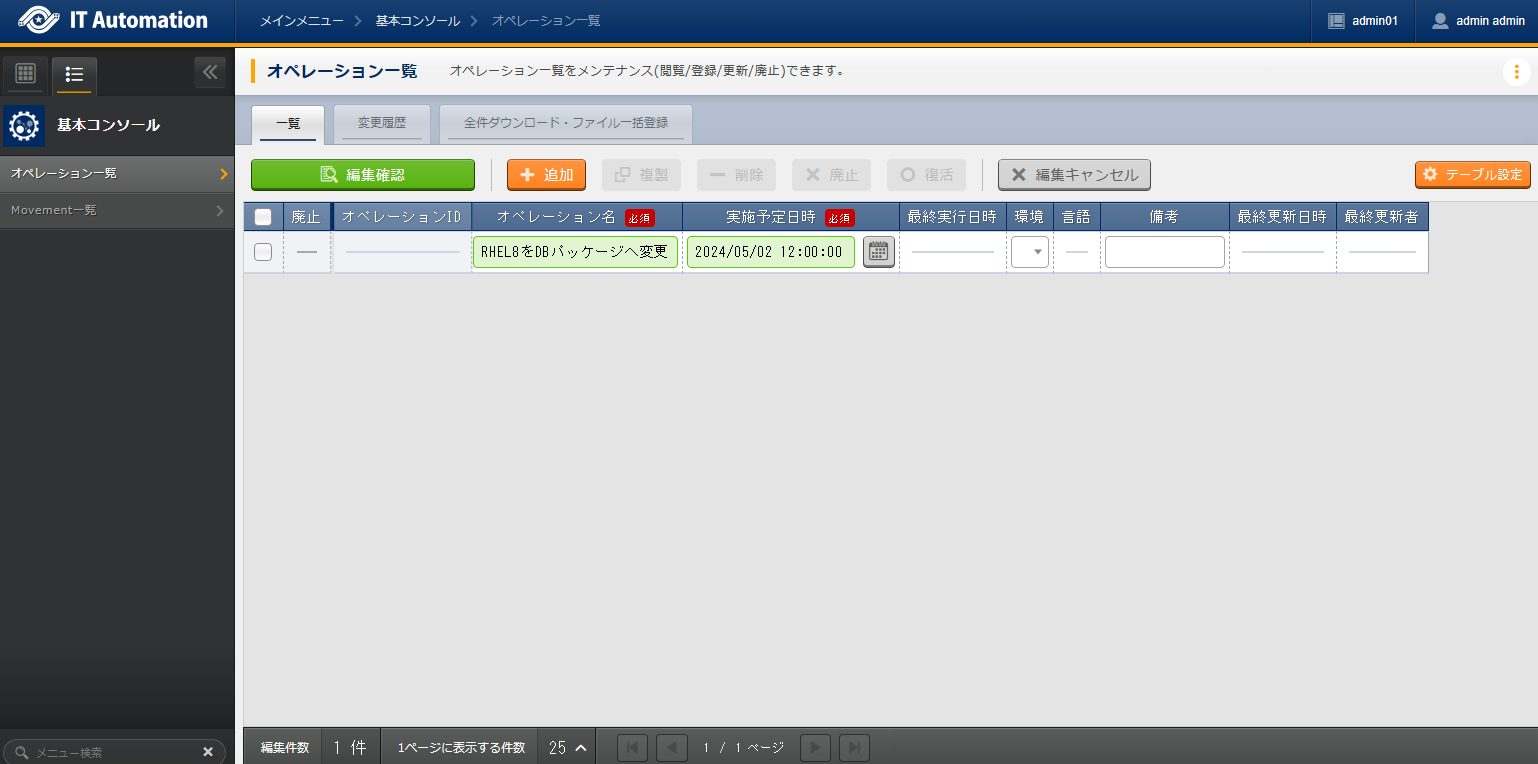 IT Automation
メインメニュー
基本コンソール
オペレーション一覧
admin01
admin admin
オペレーション一覧
オペレーション一覧をメンテナンス(閲覧/登録/更新/廃止)できます。
基本コンソール
オペレーション一覧
Movement一覧
一覧
変更履歴
全件ダウンロード・ファイル一括登録
編集確認
追加
複製
削除
廃止
復活
編集キャンセル
テーブル設定
廃止
オペレーションID
オペレーション名 必須
実施予定日時 必須
最終実行日時
環境
言語
備考
最終更新日時
最終更新者
RHEL8をDBパッケージへ変更
2024/05/02 12:00:00
メニュー検索
編集件数
1 件
1ページに表示する件数
25
1 / 1 ページ